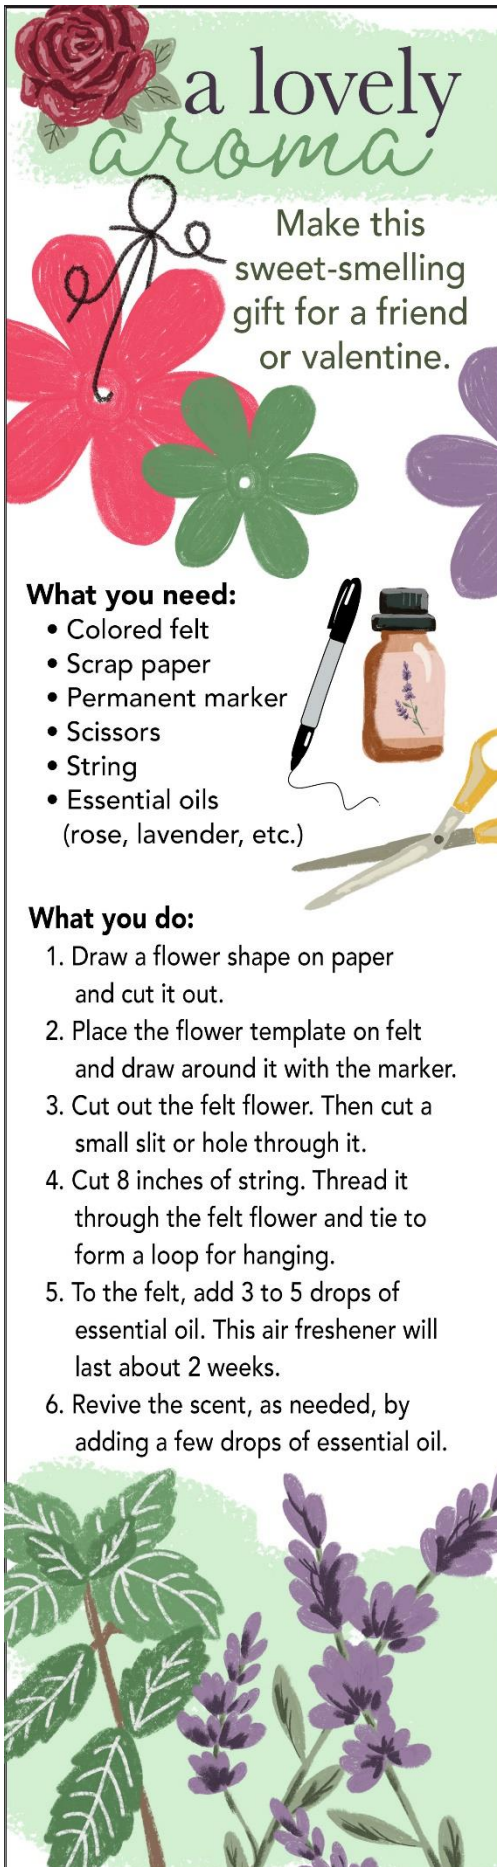 a lovely
aroma
Make this
sweet-smelling
gift for a friend
or valentine.
What you need:
• Colored felt
• Scrap paper
• Permanent marker
• Scissors
• String
• Essential oils
(rose, lavender, etc.)
What you do:
1. Draw a flower shape on paper
and cut it out.
2. Place the flower template on felt
and draw around it with the marker.
3. Cut out the felt flower. Then cut a
small slit or hole through it.
4. Cut 8 inches of string. Thread it
through the felt flower and tie to
form a loop for hanging.
5. To the felt, add 3 to 5 drops of
essential oil. This air freshener will
last about 2 weeks.
6. Revive the scent, as needed, by
adding a few drops of essential oil.